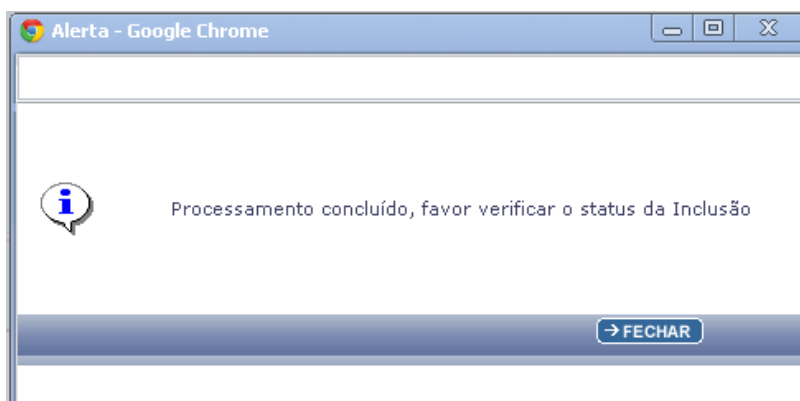 Alerta - Google Chrome
Processamento concluído, favor verificar o status da Inclusão
FECHAR